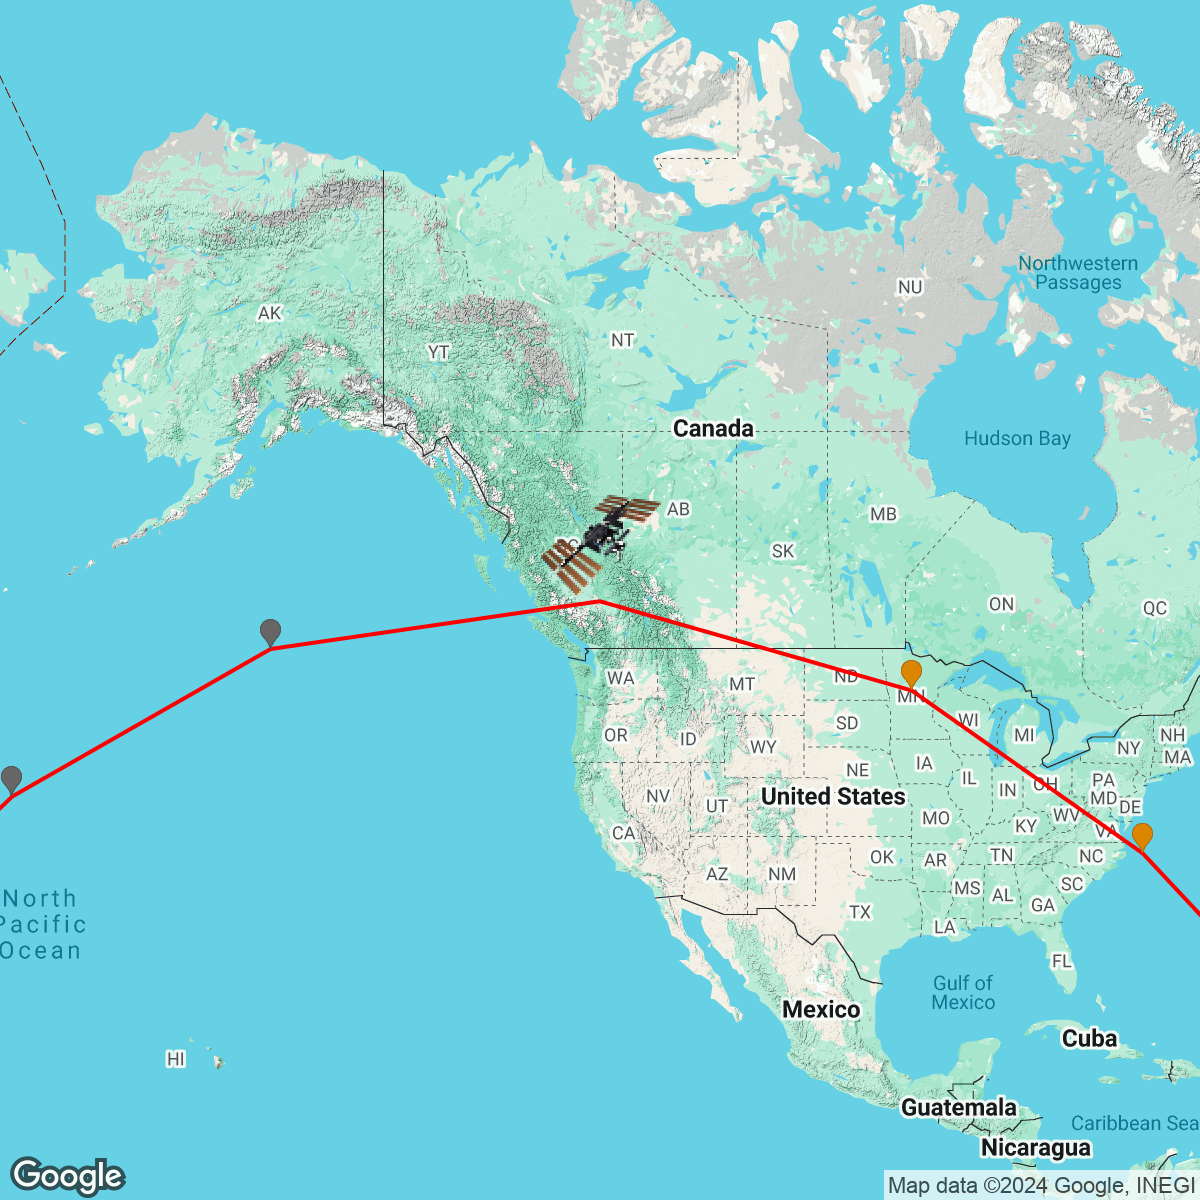 Northwestern
Passages
NU
AK
NT
YT
Canada
Hudson Bay
AB
MB
SK
ON
QC
WA
MT
ND
MN
OR
ID
SD
WI
MI
NY
NH
WY
IA
MA
NE
IL
IN
OH
PA
NV
UT
United States
MD
DE
CA
MO
KY
WV
VA
OK
AR
TN
NC
AZ
NM
MS
AL
SC
TX
GA
North
Pacific
Ocean
LA
FL
Gulf of
Mexico
Mexico
Cuba
HI
Guatemala
Caribbean Sea
Nicaragua
Google
Map data ©2024 Google, INEGI